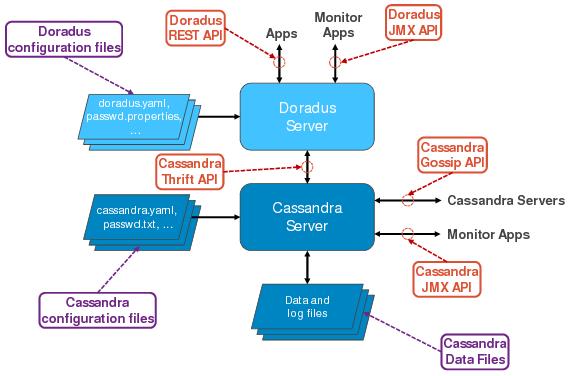 Doradus
configuration files
Doradus
REST API
Apps
Monitor
Apps
Doradus
JMX API
doradus.yaml,
passwd.properties,
...
Doradus
Server
Cassandra
Thrift API
Cassandra
Gossip API
cassandra.yaml,
passwd.txt, ...
Cassandra
Server
Cassandra Servers
Monitor Apps
Cassandra
JMX API
Cassandra
configuration files
Data and
log files
Cassandra
Data Files